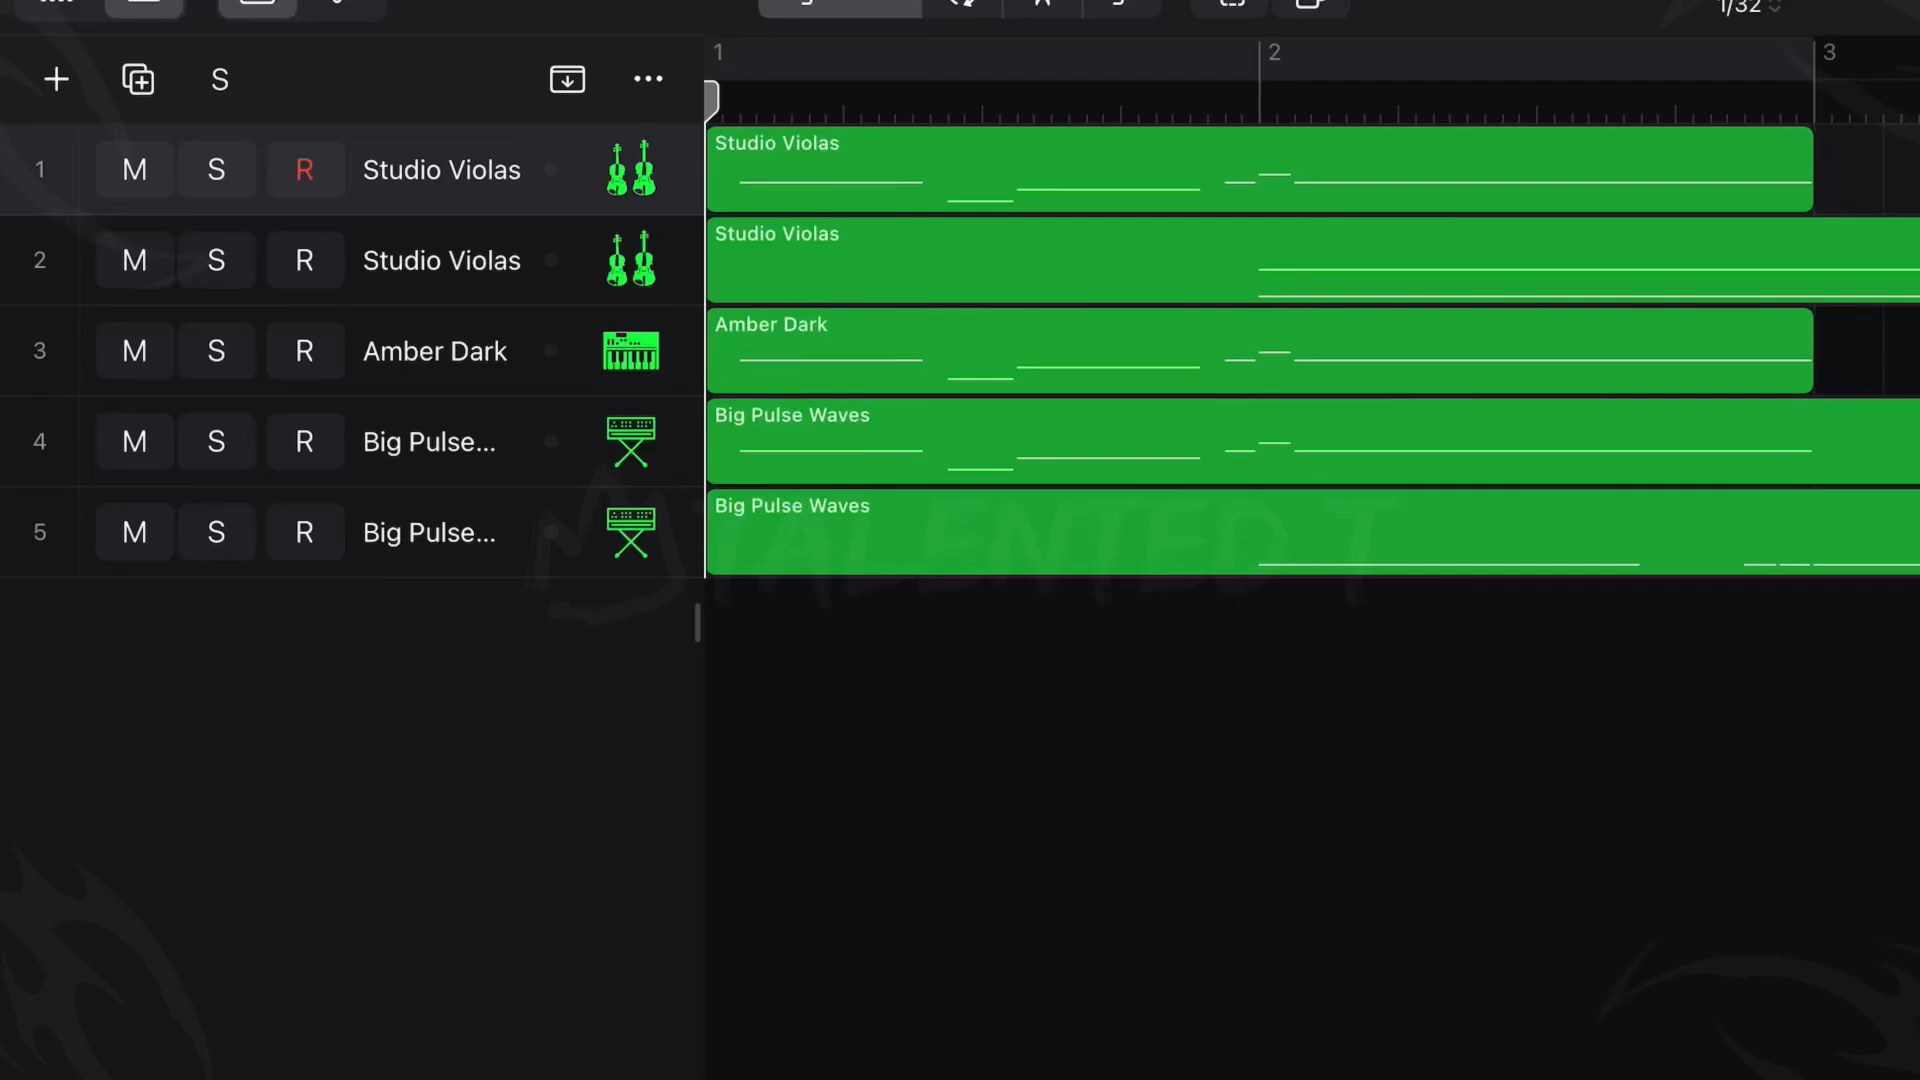 1/32
S
1
2
3
1 M S R Studio Violas
Studio Violas
2 M S R Studio Violas
Studio Violas
3 M S R Amber Dark
Amber Dark
4 M S R Big Pulse...
Big Pulse Waves
5 M S R Big Pulse...
Big Pulse Waves
TALENTED T